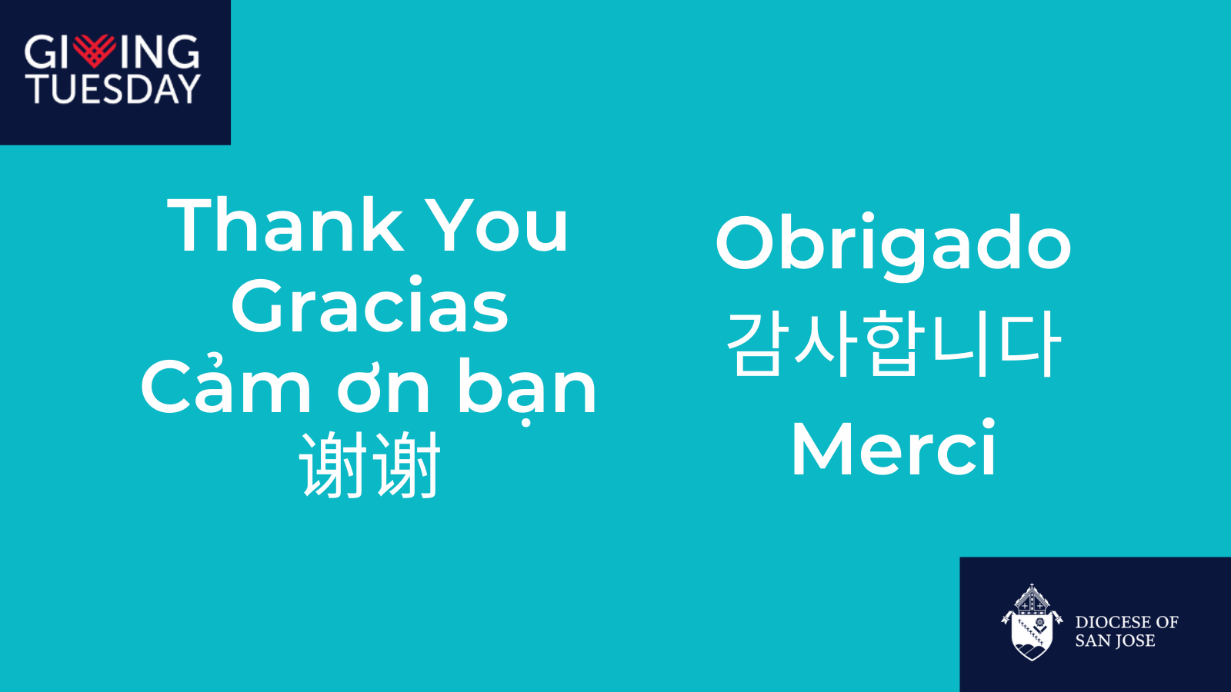 GIVING
TUESDAY
Thank You
Gracias
Cảm ơn bạn
谢谢
Obrigado
감사합니다
Merci
DIOCESE OF
SAN JOSE